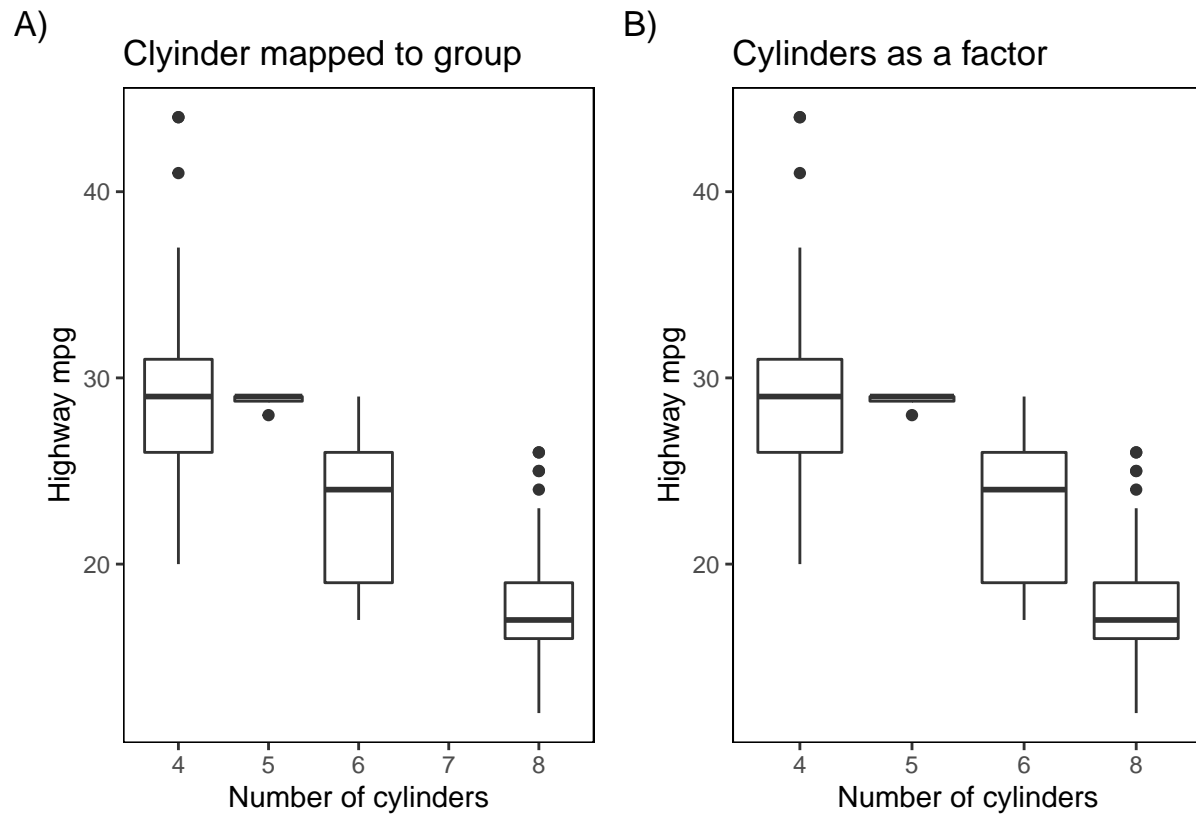 A)
Clyinder mapped to group
Highway mpg
40
30
20
4 5 6 7 8
Number of cylinders
B)
Cylinders as a factor
Highway mpg
40
30
20
4 5 6 8
Number of cylinders